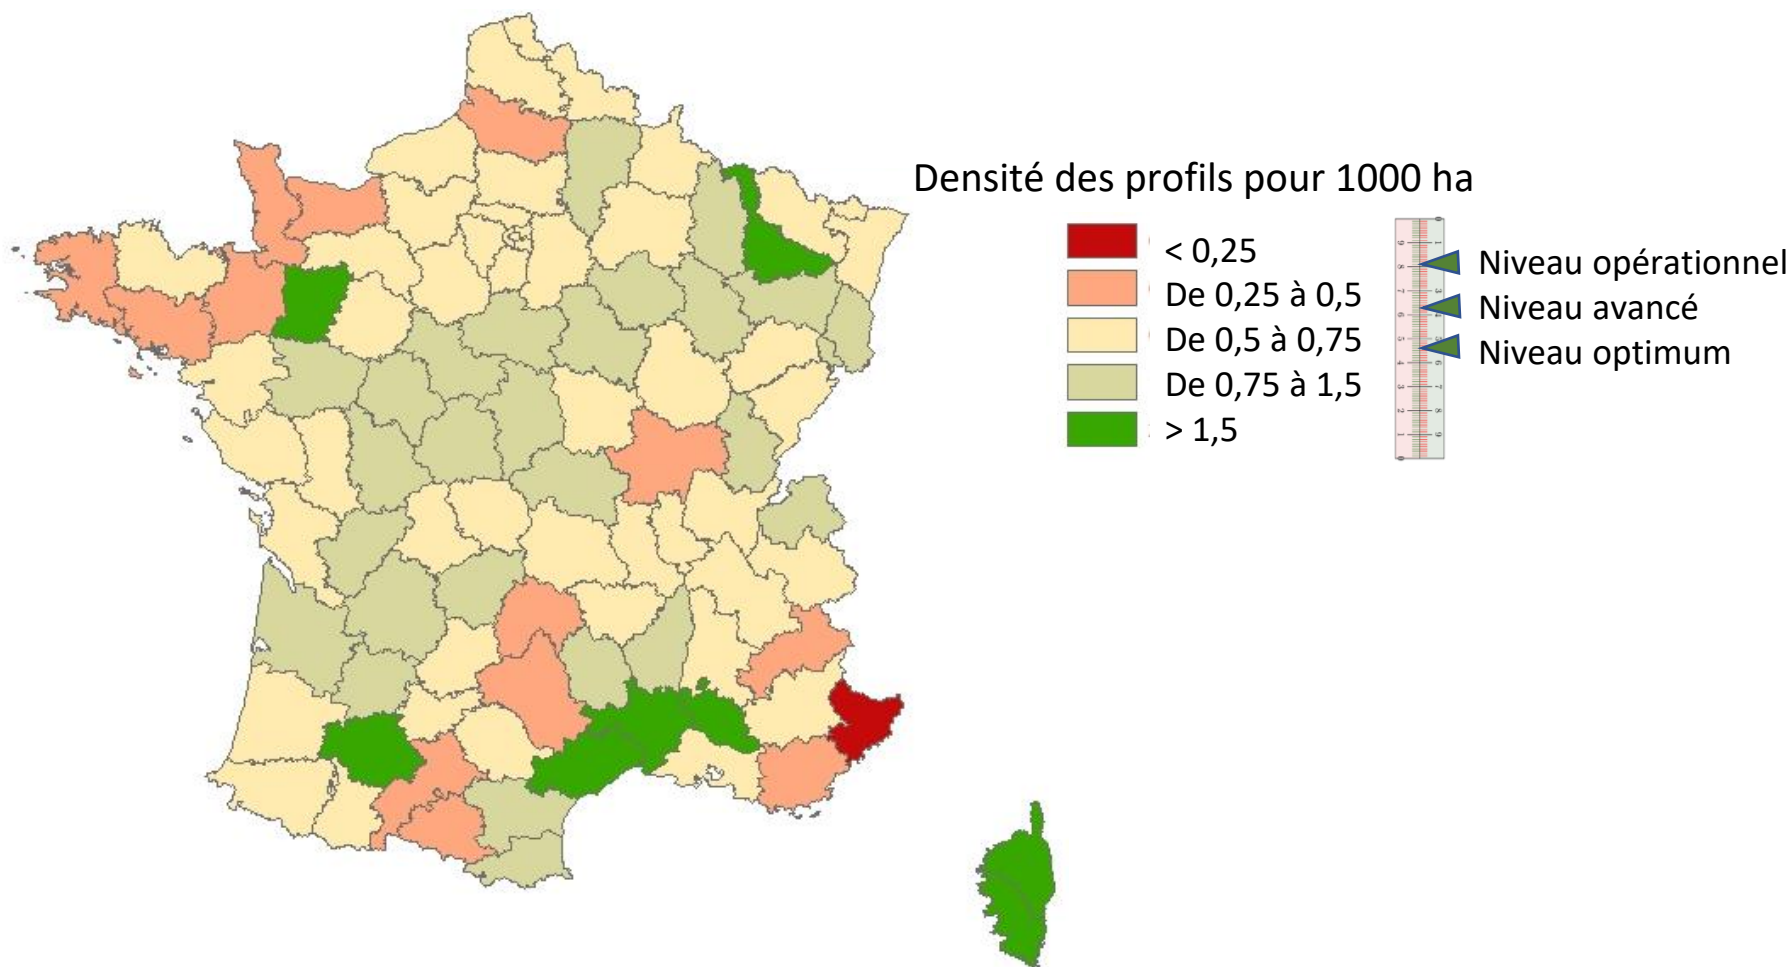 Densité des profils pour 1000 ha
< 0,25
De 0,25 à 0,5
De 0,5 à 0,75
De 0,75 à 1,5
> 1,5
Niveau opérationnel
Niveau avancé
Niveau optimum